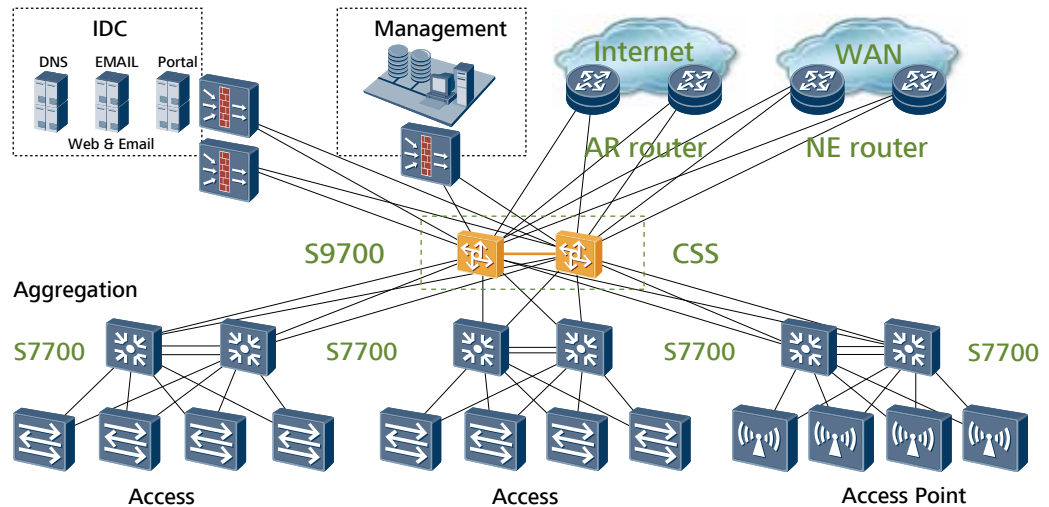 IDC
Management
Internet
WAN
DNS
EMAIL
Portal
Web & Email
AR router
NE router
S9700
CSS
Aggregation
S7700
S7700
S7700
S7700
Access
Access
Access Point